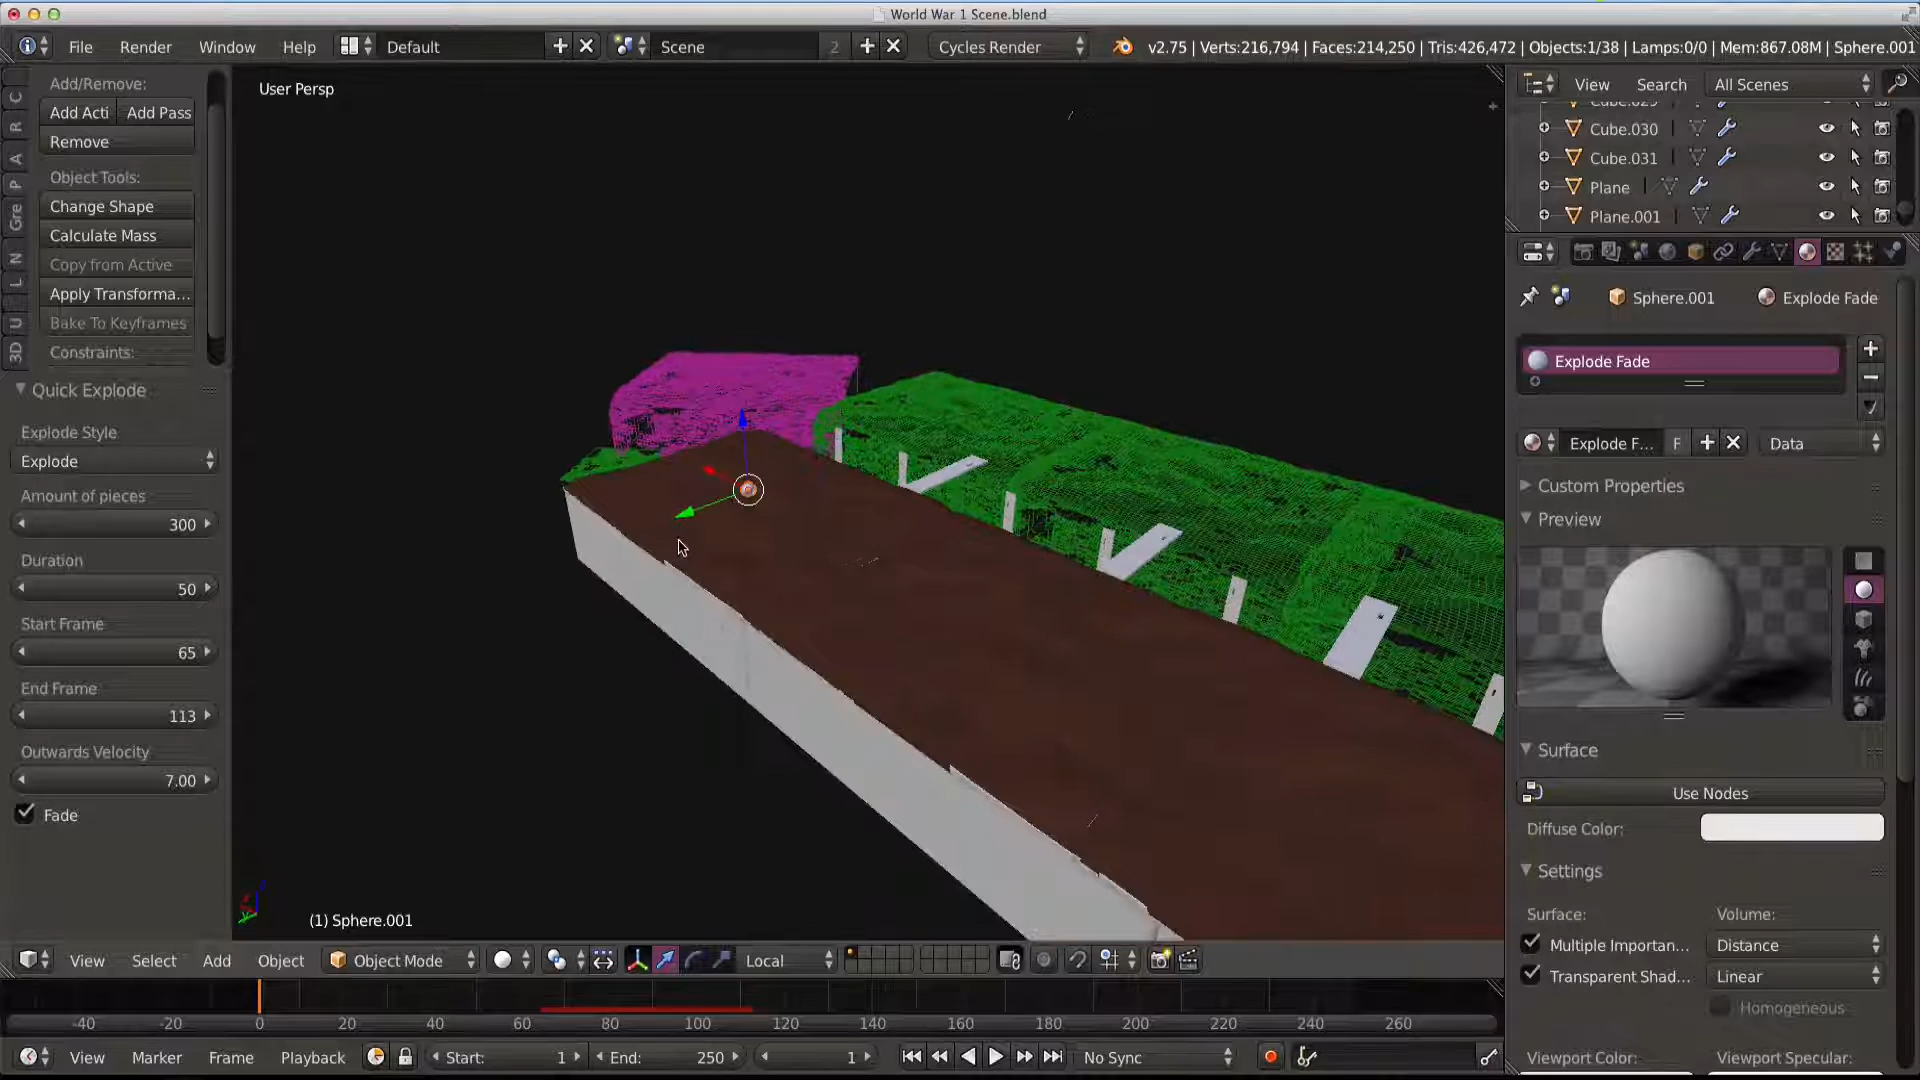 World War 1 Scene.blend
File Render Window Help Default Scene 2 Cycles Render v2.75 | Verts:216,794 | Faces:214,250 | Tris:426,472 | Objects:1/38 | Lamps:0/0 | Mem:867.08M | Sphere.001
Add/Remove:
Add Acti Add Pass
Remove
Object Tools:
Change Shape
Calculate Mass
Copy from Active
Apply Transforma...
Bake To Keyframes
Constraints:
C
R
A
P
Gre
N
L
U
3D
Quick Explode
Explode Style
Explode
Amount of pieces
300
Duration
50
Start Frame
65
End Frame
113
Outwards Velocity
7.00
Fade
User Persp
(1) Sphere.001
View Search All Scenes
Cube.029
Cube.030
Cube.031
Plane
Plane.001
Sphere.001 Explode Fade
Explode Fade
Explode F... F Data
Custom Properties
Preview
Surface
Use Nodes
Diffuse Color:
Settings
Surface: Volume:
Multiple Importan... Distance
Transparent Shad... Linear
Homogeneous
Viewport Color: Viewport Specular:
View Select Add Object Object Mode Local
-40 -20 0 20 40 60 80 100 120 140 160 180 200 220 240 260
View Marker Frame Playback Start: 1 End: 250 1 No Sync